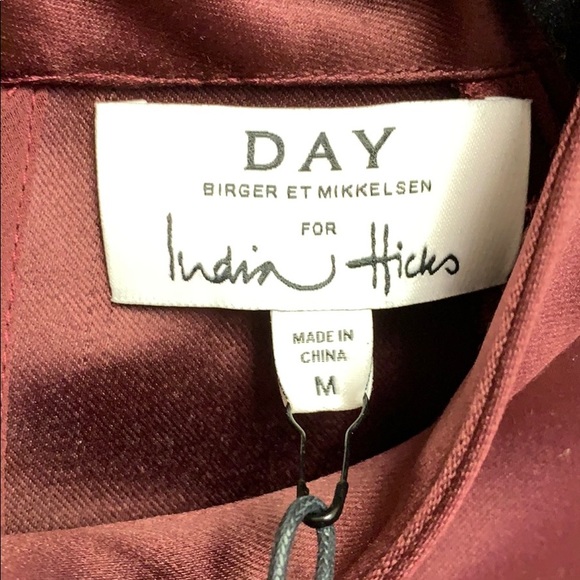 DAY
BIRGER ET MIKKELSEN
FOR
India Hicks
MADE IN
CHINA
M